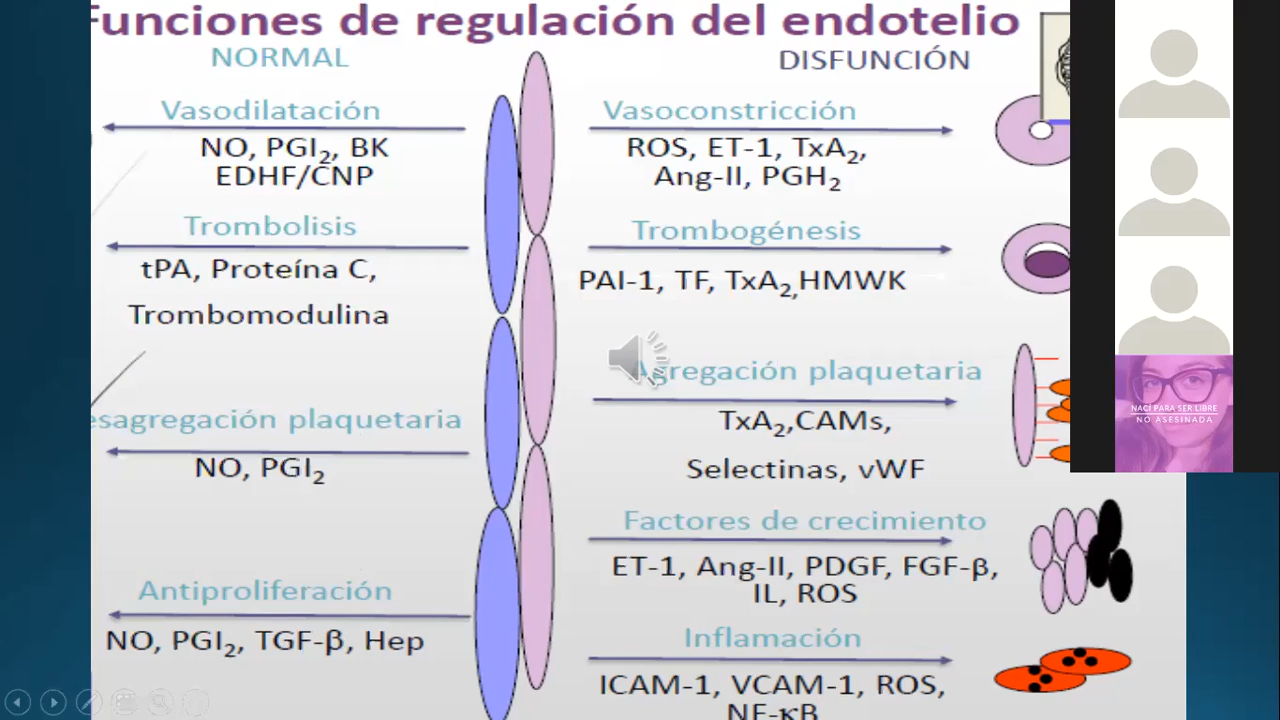 Funciones de regulación del endotelio
NORMAL
Vasodilatación
NO, PGI₂, BK
EDHF/CNP
Trombolisis
tPA, Proteína C,
Trombomodulina
esagregación plaquetaria
NO, PGI₂
Antiproliferación
NO, PGI₂, TGF-β, Hep
DISFUNCIÓN
Vasoconstricción
ROS, ET-1, TxA₂,
Ang-II, PGH₂
Trombogénesis
PAI-1, TF, TxA₂,HMWK
Agregación plaquetaria
TxA₂,CAMs,
Selectinas, vWF
Factores de crecimiento
ET-1, Ang-II, PDGF, FGF-β,
IL, ROS
Inflamación
ICAM-1, VCAM-1, ROS,
NF-κB
NACÍ PARA SER LIBRE
NO ASESINADA